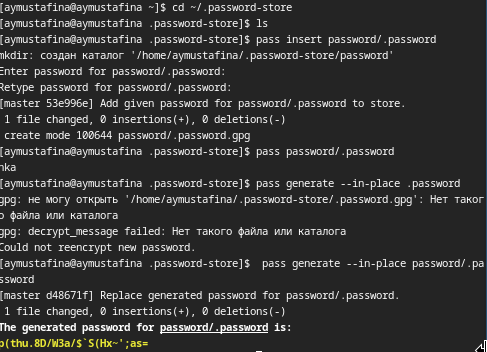 [aymustafina@aymustafina ~]$ cd ~/.password-store
[aymustafina@aymustafina .password-store]$ ls
[aymustafina@aymustafina .password-store]$ pass insert password/.password
mkdir: создан каталог '/home/aymustafina/.password-store/password'
Enter password for password/.password:
Retype password for password/.password:
[master 53e996e] Add given password for password/.password to store.
 1 file changed, 0 insertions(+), 0 deletions(-)
 create mode 100644 password/.password.gpg
[aymustafina@aymustafina .password-store]$ pass password/.password
nka
[aymustafina@aymustafina .password-store]$ pass generate --in-place .password
gpg: не могу открыть '/home/aymustafina/.password-store/.password.gpg': Нет таког
о файла или каталога
gpg: decrypt_message failed: Нет такого файла или каталога
Could not reencrypt new password.
[aymustafina@aymustafina .password-store]$  pass generate --in-place password/.pa
ssword
[master d48671f] Replace generated password for password/.password.
 1 file changed, 0 insertions(+), 0 deletions(-)
The generated password for password/.password is:
p(thu.8D/W3a/$`S(Hx~';as=